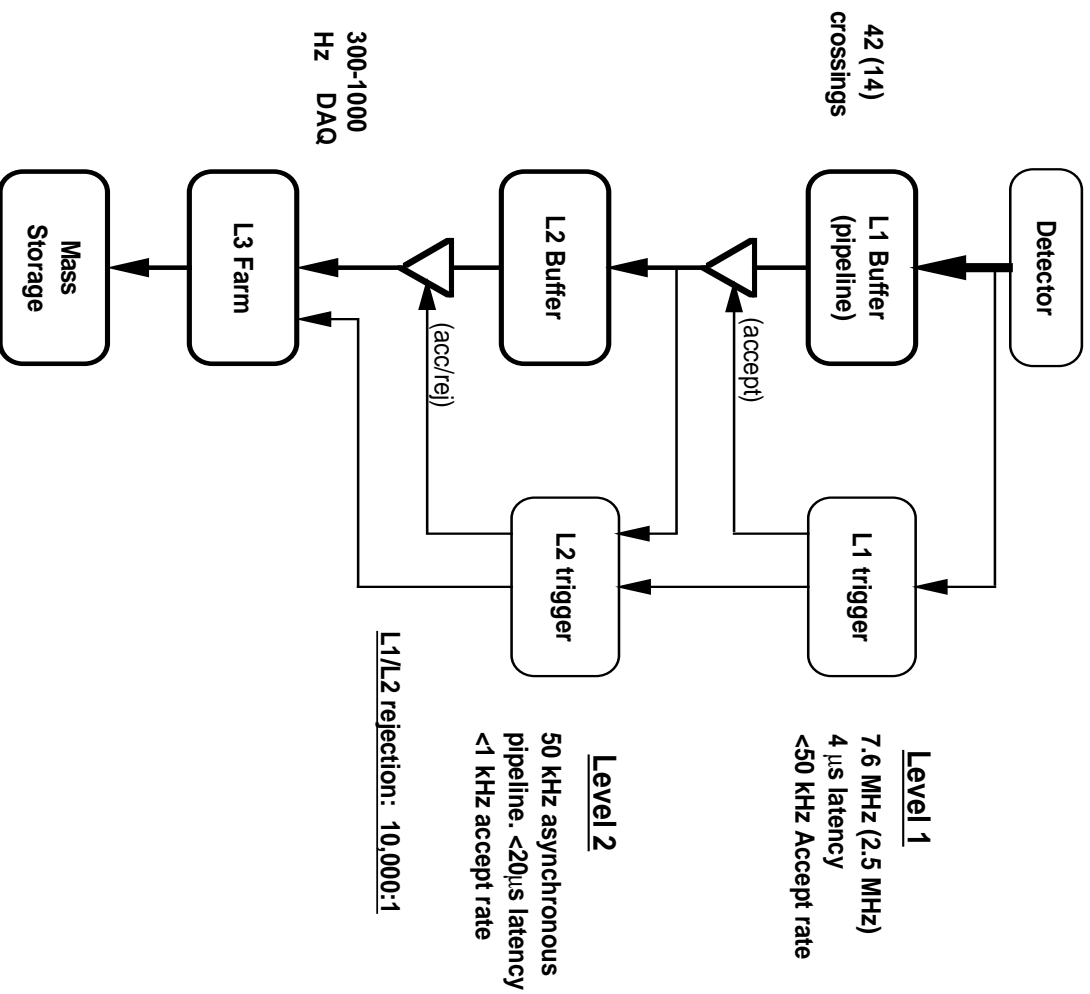 Detector
42 (14)
crossings
L1 Buffer
(pipeline)
L1 trigger
Level 1
7.6 MHz (2.5 MHz)
4 μs latency
<50 kHz Accept rate
(accept)
L2 Buffer
L2 trigger
Level 2
50 kHz asynchronous
pipeline. <20μs latency
<1 kHz accept rate
(acc/rej)
L1/L2 rejection: 10,000:1
300-1000
Hz DAQ
L3 Farm
Mass
Storage